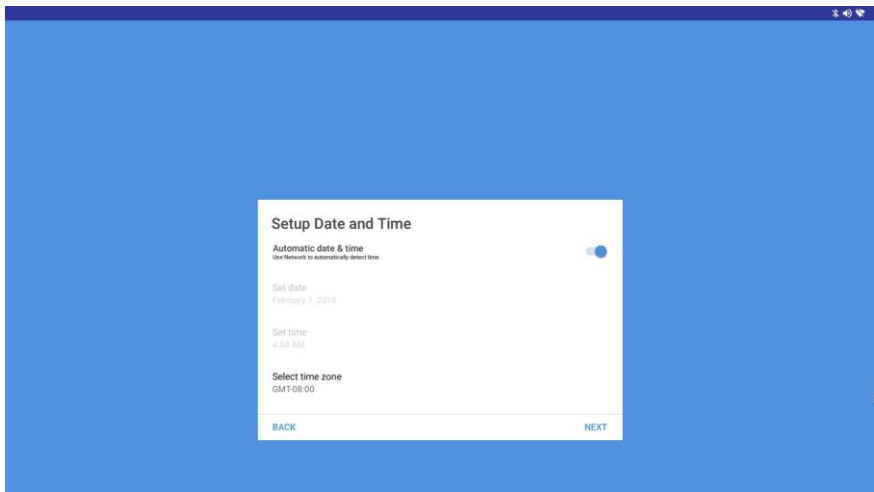 Setup Date and Time
Automatic date & time
Use Network to automatically detect time
Set date
February 1, 2018
Set time
4:04 AM
Select time zone
GMT-08:00
BACK
NEXT